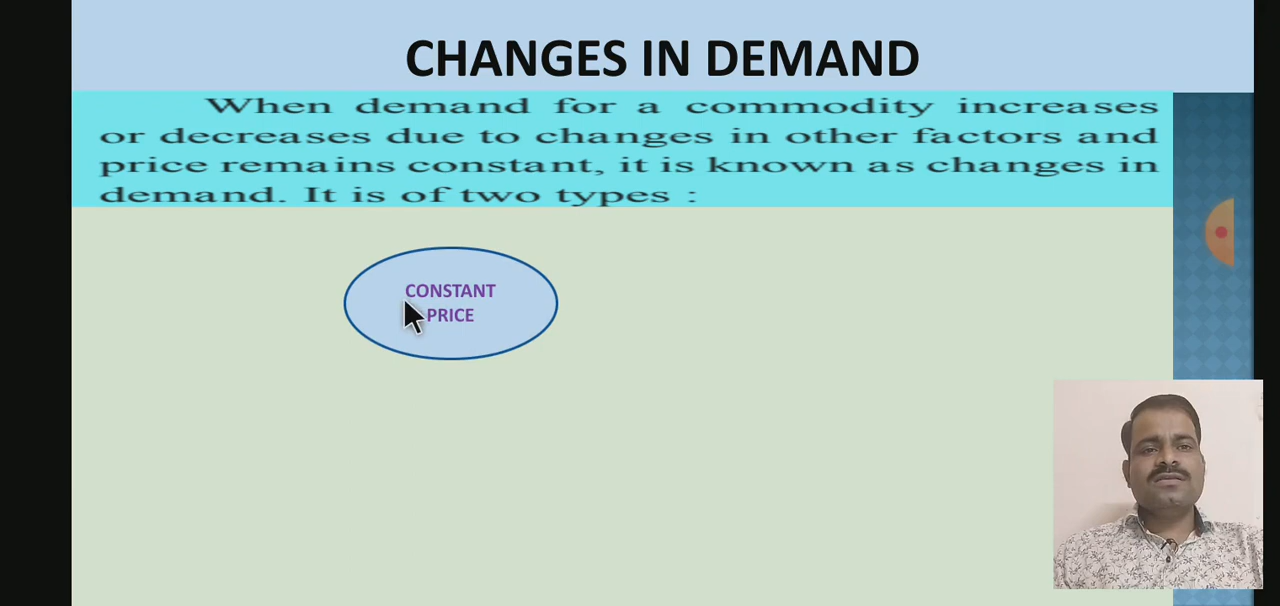 CHANGES IN DEMAND
When demand for a commodity increases
or decreases due to changes in other factors and
price remains constant, it is known as changes in
demand. It is of two types :
CONSTANT
PRICE